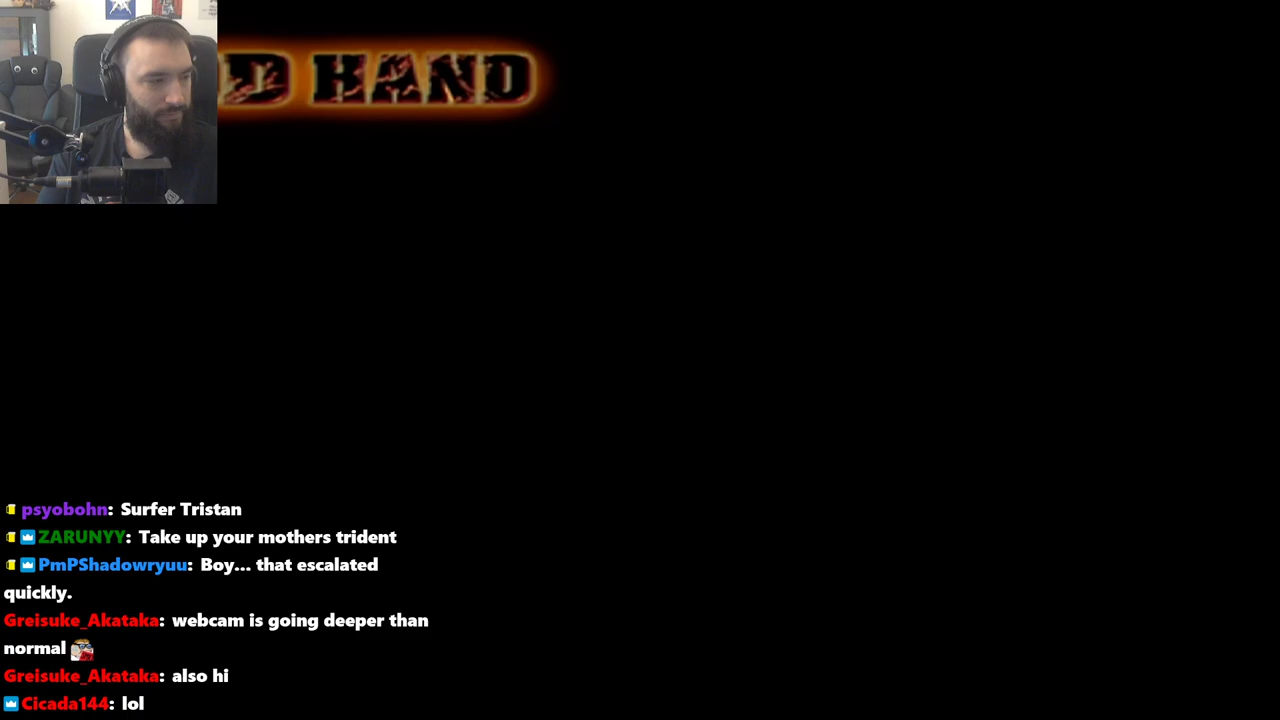 D HAND
psyobohn: Surfer Tristan
ZARUNYY: Take up your mothers trident
PmPShadowryuu: Boy... that escalated
quickly.
Greisuke_Akataka: webcam is going deeper than
normal
Greisuke_Akataka: also hi
Cicada144: lol